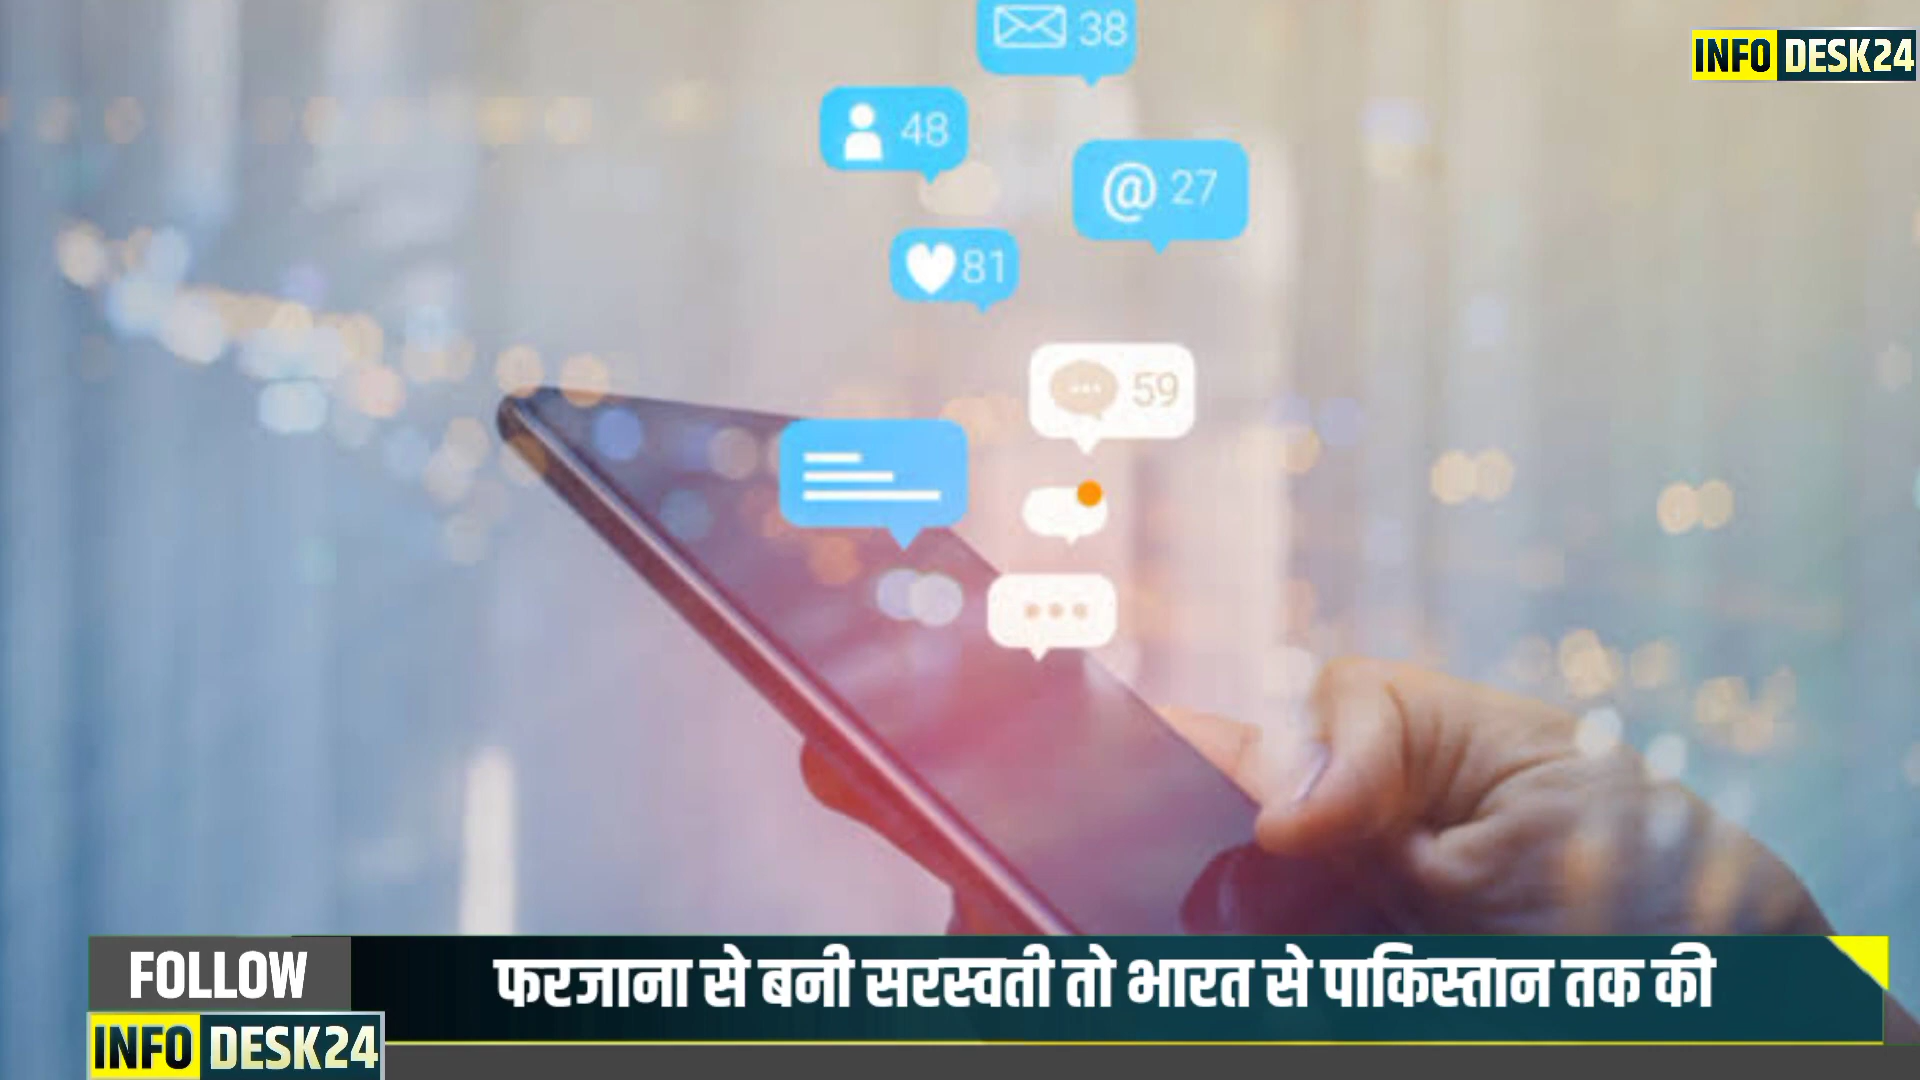 38
INFO DESK24
48
@ 27
81
59
FOLLOW
फरजाना से बनी सरस्वती तो भारत से पाकिस्तान तक की
INFO DESK24